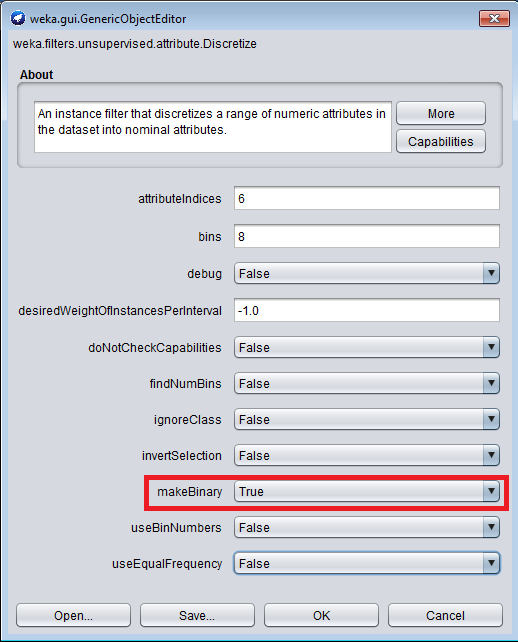 weka.gui.GenericObjectEditor
weka.filters.unsupervised.attribute.Discretize
About
An instance filter that discretizes a range of numeric attributes in
the dataset into nominal attributes.
More
Capabilities
attributeIndices 6
bins 8
debug False
desiredWeightOfInstancesPerInterval -1.0
doNotCheckCapabilities False
findNumBins False
ignoreClass False
invertSelection False
makeBinary True
useBinNumbers False
useEqualFrequency False
Open... Save... OK Cancel